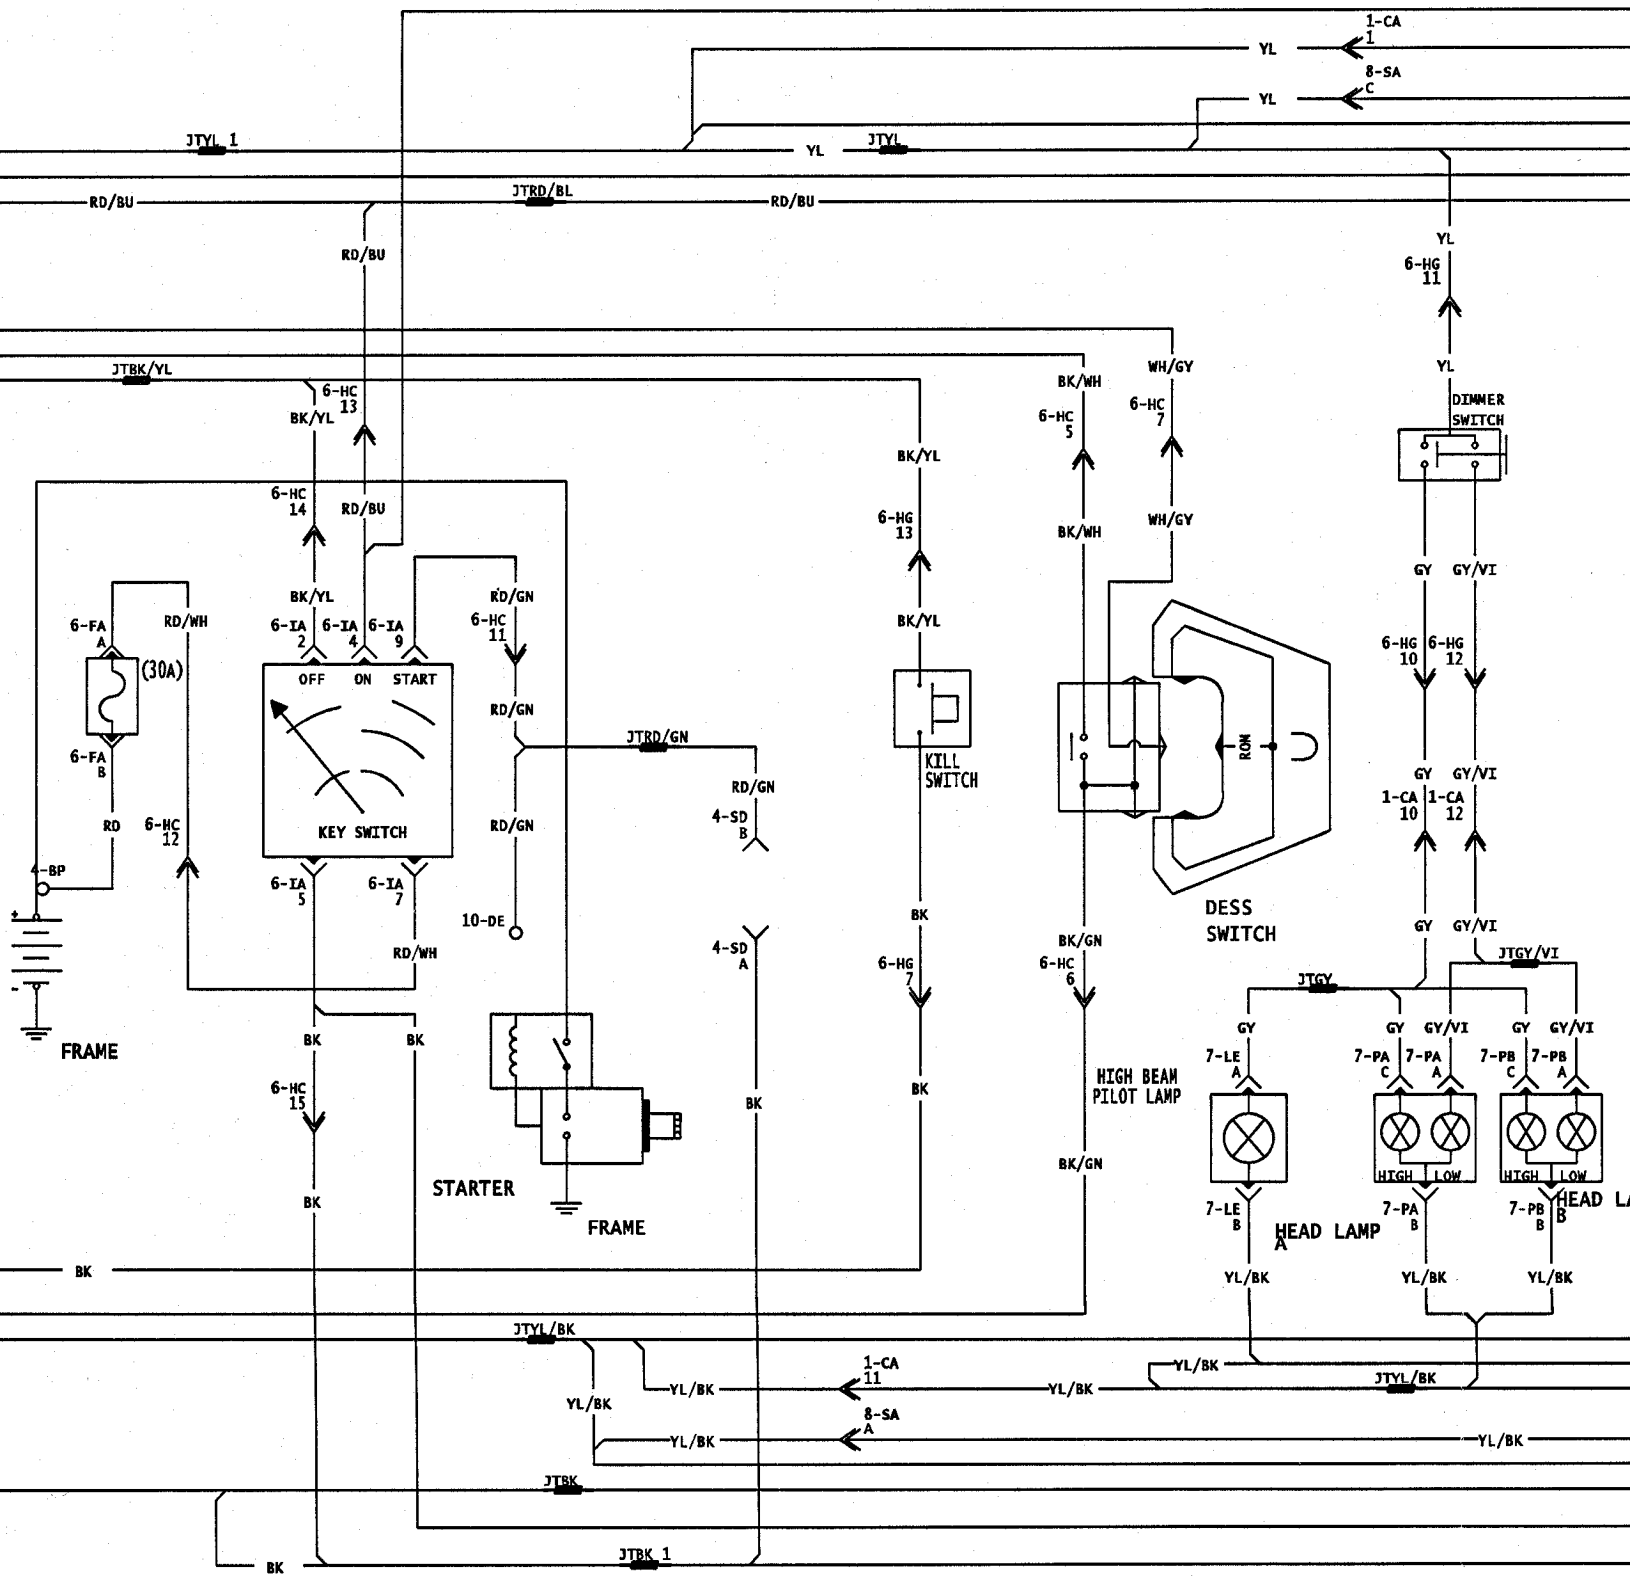 1-CA
1
YL
8-SA
C
YL
JTYL 1
YL
JTYL
RD/BU
JTRD/BL
RD/BU
RD/BU
YL
6-HG
11
JTBK/YL
6-HC
13
BK/YL
BK/WH
WH/GY
YL
6-HC
5
6-HC
7
DIMMER
SWITCH
BK/YL
6-HC
14
RD/BU
6-HG
13
BK/WH
WH/GY
GY
GY/VI
6-FA
A
RD/WH
BK/YL
6-IA
2
6-IA
4
6-IA
9
RD/GN
6-HC
11
BK/YL
6-HG
10
6-HG
12
(30A)
OFF
ON
START
RD/GN
JTRD/GN
ROM
6-FA
B
KILL
SWITCH
RD/GN
GY
GY/VI
4-SD
B
1-CA
10
1-CA
12
RD
6-HC
12
KEY SWITCH
RD/GN
4-BP
6-IA
5
6-IA
7
10-DE
BK
DESS
SWITCH
GY
GY/VI
+
-
RD/WH
4-SD
A
6-HG
7
BK/GN
6-HC
6
JTGY/VI
JTGY
FRAME
BK
BK
GY
GY
GY/VI
GY
GY/VI
7-LE
A
7-PA
C
7-PA
A
7-PB
C
7-PB
A
6-HC
15
BK
BK
HIGH BEAM
PILOT LAMP
BK/GN
HIGH
LOW
HIGH
LOW
STARTER
BK
FRAME
7-LE
B
7-PA
B
7-PB
B
HEAD LAMP
A
HEAD LA
B
BK
YL/BK
YL/BK
YL/BK
JTYL/BK
YL/BK
1-CA
11
YL/BK
YL/BK
YL/BK
JTYL/BK
8-SA
A
YL/BK
YL/BK
JTBK
JTBK 1
BK